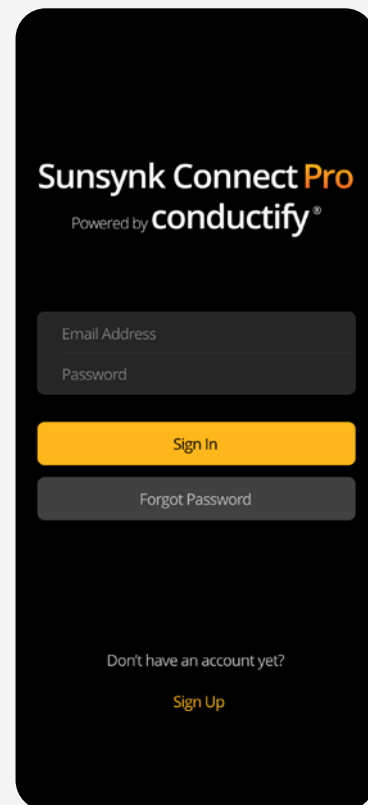 Sunsynk Connect Pro
Powered by conductify®
Email Address
Password
Sign In
Forgot Password
Don't have an account yet?
Sign Up